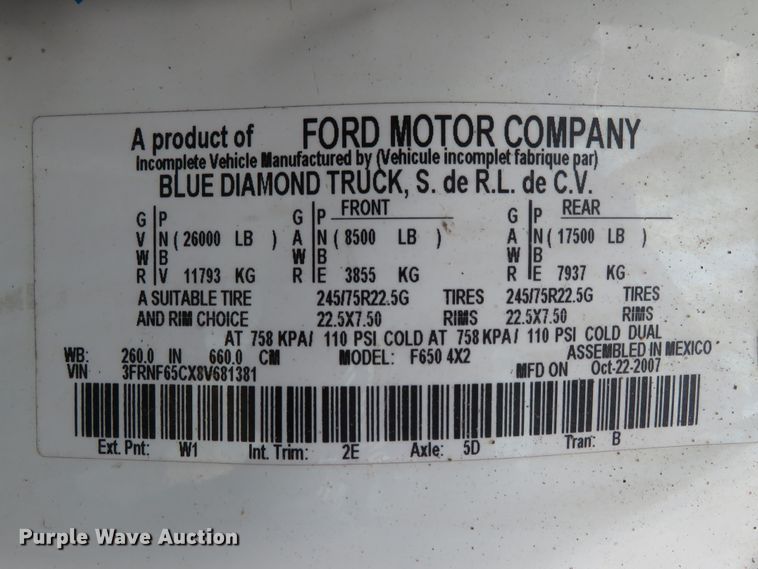 A product of FORD MOTOR COMPANY
Incomplete Vehicle Manufactured by (Vehicule incomplet fabrique par)
BLUE DIAMOND TRUCK, S. de R.L. de C.V.
G P G P FRONT G P REAR
V N ( 26000 LB ) A N ( 8500 LB ) A N ( 17500 LB )
W B W B W B
R V 11793 KG R E 3855 KG R E 7937 KG
A SUITABLE TIRE 245/75R22.5G TIRES 245/75R22.5G TIRES
AND RIM CHOICE 22.5X7.50 RIMS 22.5X7.50 RIMS
AT 758 KPA/ 110 PSI COLD AT 758 KPA/ 110 PSI COLD DUAL
WB: 260.0 IN 660.0 CM MODEL: F650 4X2 ASSEMBLED IN MEXICO
VIN 3FRNF65CX8V681381 MFD ON Oct-22-2007
Ext. Pnt: W1 Int. Trim: 2E Axle: 5D Tran: B
Purple Wave Auction